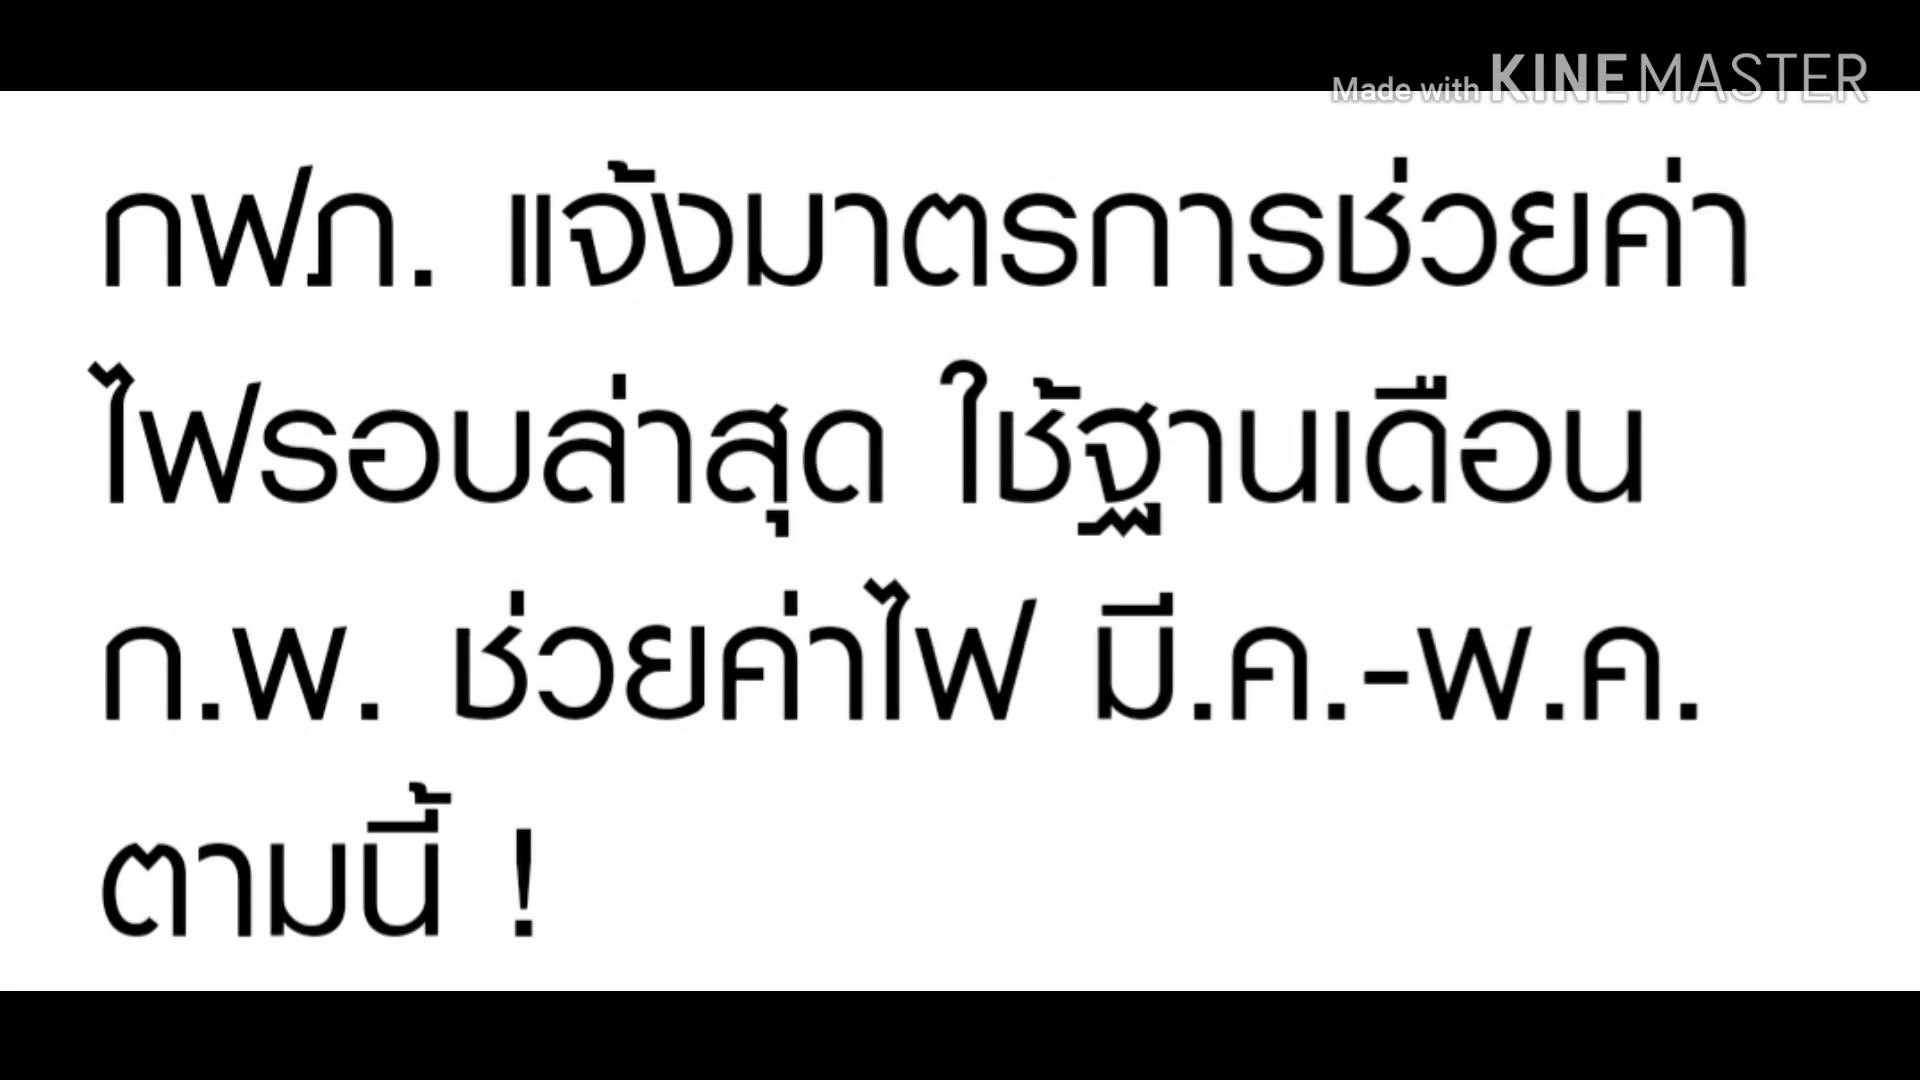 Made with KINEMASTER
กฟภ. แจ้งมาตรการช่วยค่า
ไฟรอบล่าสุด ใช้ฐานเดือน
ก.พ. ช่วยค่าไฟ มี.ค.-พ.ค.
ตามนี้ !